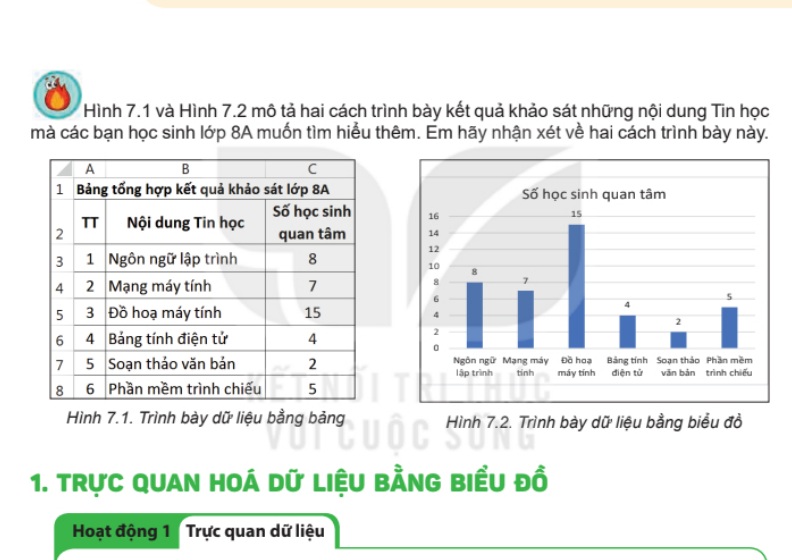 Hình 7.1 và Hình 7.2 mô tả hai cách trình bày kết quả khảo sát những nội dung Tin học
mà các bạn học sinh lớp 8A muốn tìm hiểu thêm. Em hãy nhận xét về hai cách trình bày này.
A B C
1 Bảng tổng hợp kết quả khảo sát lớp 8A
2 TT Nội dung Tin học Số học sinh quan tâm
3 1 Ngôn ngữ lập trình 8
4 2 Mạng máy tính 7
5 3 Đồ hoạ máy tính 15
6 4 Bảng tính điện tử 4
7 5 Soạn thảo văn bản 2
8 6 Phần mềm trình chiếu 5
Hình 7.1. Trình bày dữ liệu bằng bảng
Số học sinh quan tâm
16
14
12
10
8
6
4
2
0
8 7 15 4 2 5
Ngôn ngữ Mạng máy Đồ hoạ Bảng tính Soạn thảo Phần mềm
lập trình tính máy tính điện tử văn bản trình chiếu
Hình 7.2. Trình bày dữ liệu bằng biểu đồ
KẾT NỐI TRI THỨC
VỚI CUỘC SỐNG
1. TRỰC QUAN HOÁ DỮ LIỆU BẰNG BIỂU ĐỒ
Hoạt động 1 Trực quan dữ liệu